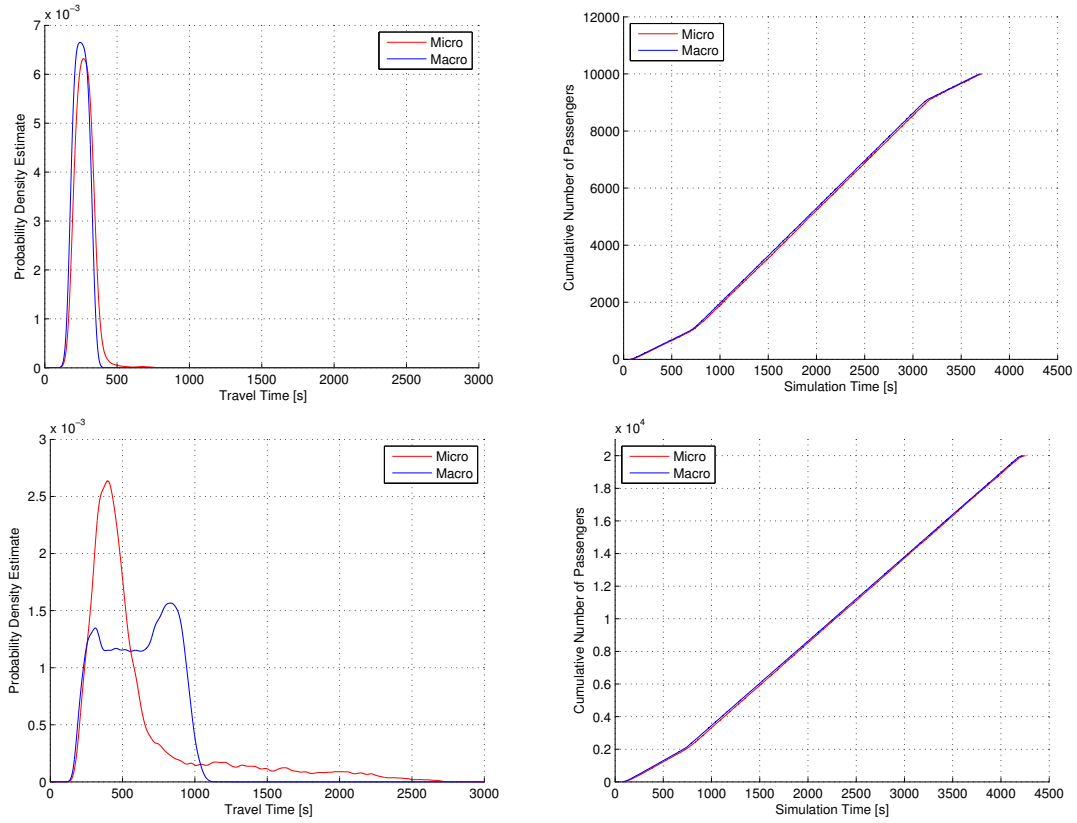 x 10⁻³
7
6
5
4
3
2
1
0
0 500 1000 1500 2000 2500 3000
Probability Density Estimate
Travel Time [s]
Micro
Macro
12000
10000
8000
6000
4000
2000
0
0 500 1000 1500 2000 2500 3000 3500 4000 4500
Cumulative Number of Passengers
Simulation Time [s]
Micro
Macro
x 10⁻³
3
2.5
2
1.5
1
0.5
0
0 500 1000 1500 2000 2500 3000
Probability Density Estimate
Travel Time [s]
Micro
Macro
x 10⁴
2
1.8
1.6
1.4
1.2
1
0.8
0.6
0.4
0.2
0
0 500 1000 1500 2000 2500 3000 3500 4000 4500
Cumulative Number of Passengers
Simulation Time [s]
Micro
Macro